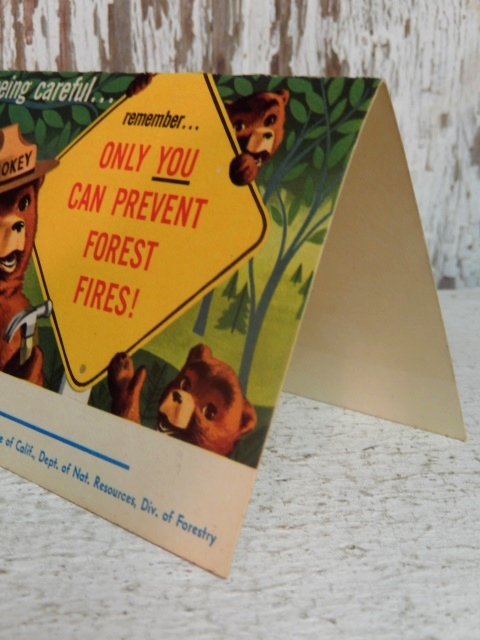 being careful...
OKEY
remember...
ONLY YOU
CAN PREVENT
FOREST
FIRES!
of Calif., Dept. of Nat. Resources, Div. of Forestry